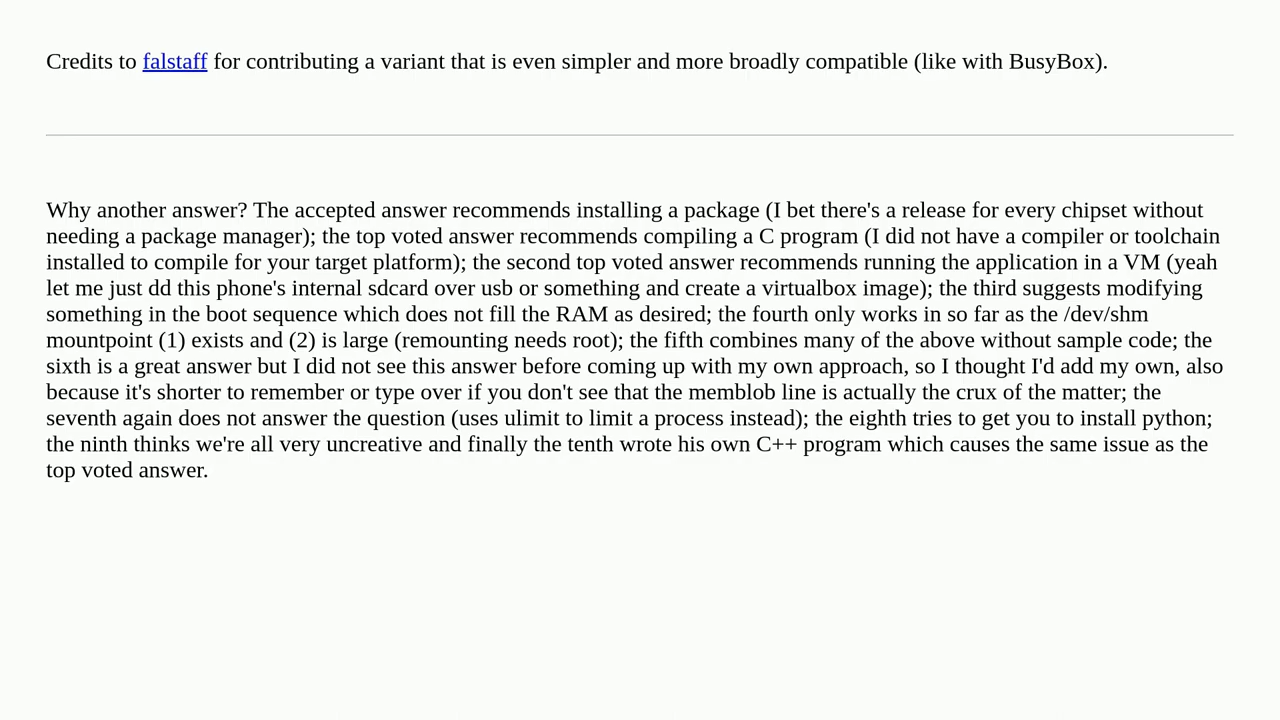 Credits to falstaff for contributing a variant that is even simpler and more broadly compatible (like with BusyBox).
Why another answer? The accepted answer recommends installing a package (I bet there's a release for every chipset without
needing a package manager); the top voted answer recommends compiling a C program (I did not have a compiler or toolchain
installed to compile for your target platform); the second top voted answer recommends running the application in a VM (yeah
let me just dd this phone's internal sdcard over usb or something and create a virtualbox image); the third suggests modifying
something in the boot sequence which does not fill the RAM as desired; the fourth only works in so far as the /dev/shm
mountpoint (1) exists and (2) is large (remounting needs root); the fifth combines many of the above without sample code; the
sixth is a great answer but I did not see this answer before coming up with my own approach, so I thought I'd add my own, also
because it's shorter to remember or type over if you don't see that the memblob line is actually the crux of the matter; the
seventh again does not answer the question (uses ulimit to limit a process instead); the eighth tries to get you to install python;
the ninth thinks we're all very uncreative and finally the tenth wrote his own C++ program which causes the same issue as the
top voted answer.